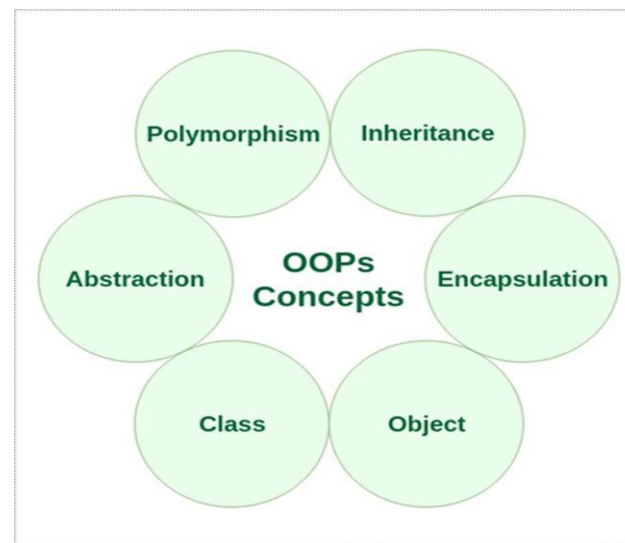 Polymorphism
Inheritance
Abstraction
OOPs
Concepts
Encapsulation
Class
Object